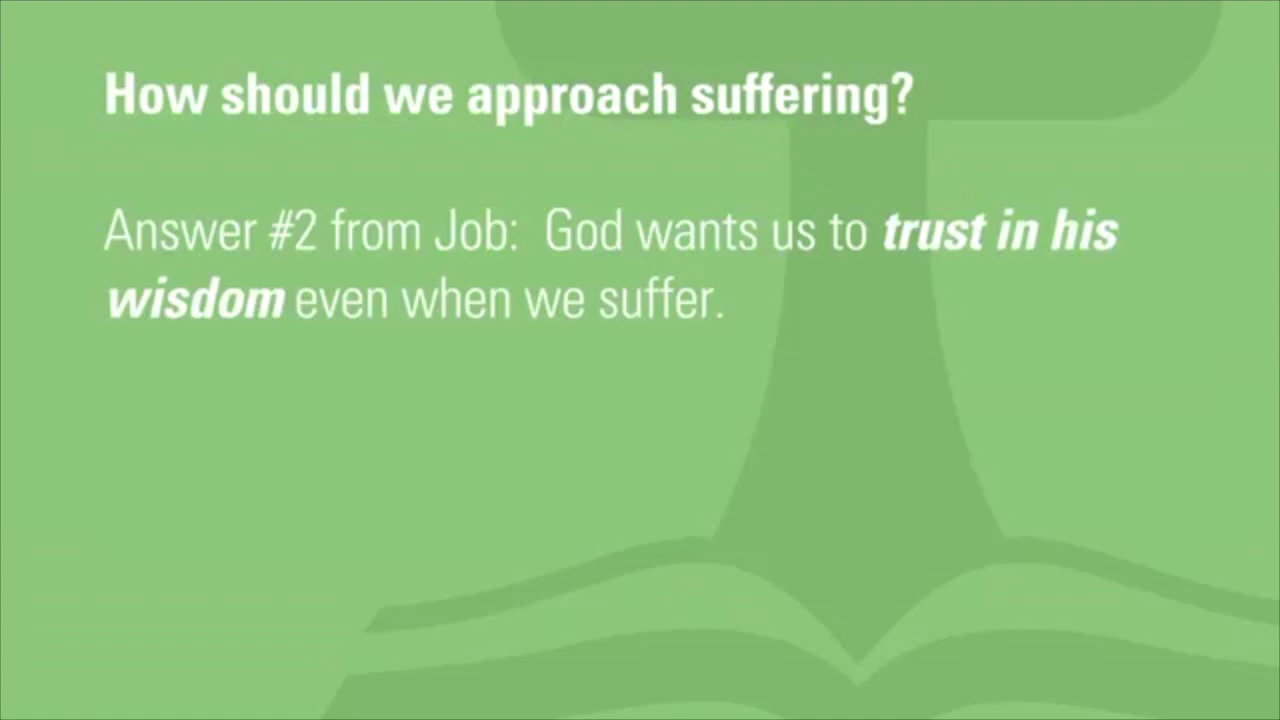 How should we approach suffering?
Answer #2 from Job: God wants us to trust in his
wisdom even when we suffer.